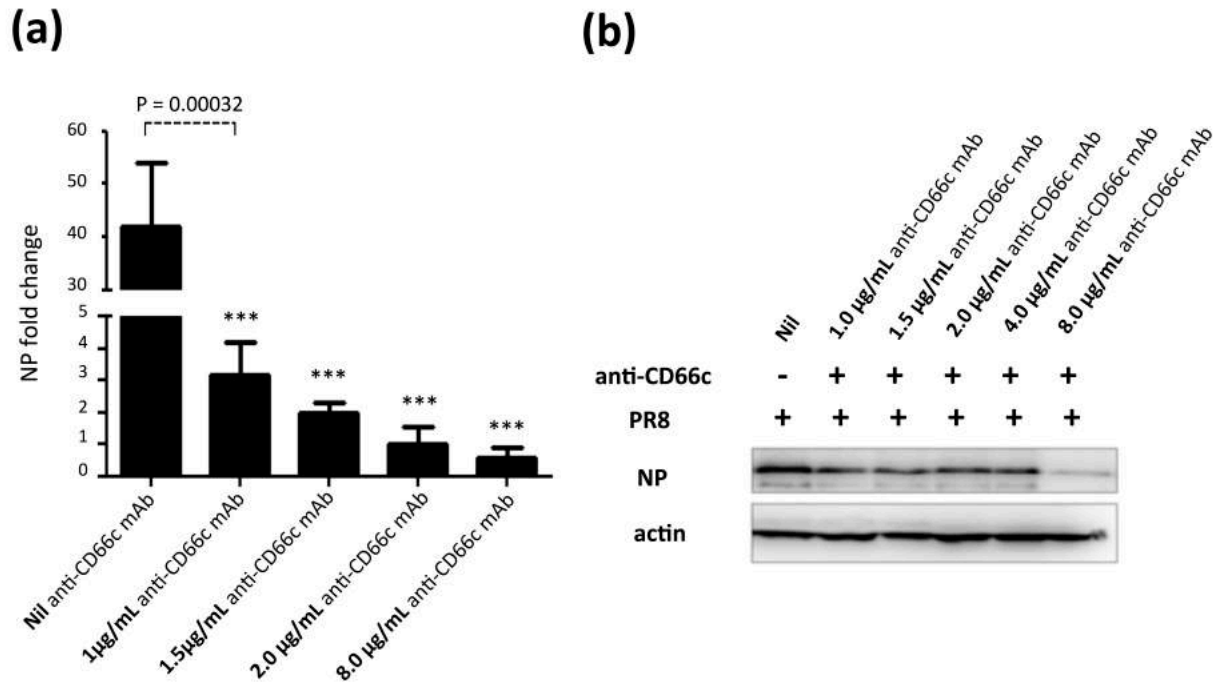 (a)
P = 0.00032
NP fold change
60
50
40
30
5
4
3
2
1
0
***
***
***
***
Nil anti-CD66c mAb
1µg/mL anti-CD66c mAb
1.5µg/mL anti-CD66c mAb
2.0 µg/mL anti-CD66c mAb
8.0 µg/mL anti-CD66c mAb
(b)
Nil
1.0 µg/mL anti-CD66c mAb
1.5 µg/mL anti-CD66c mAb
2.0 µg/mL anti-CD66c mAb
4.0 µg/mL anti-CD66c mAb
8.0 µg/mL anti-CD66c mAb
anti-CD66c - + + + + +
PR8 + + + + + +
NP
actin